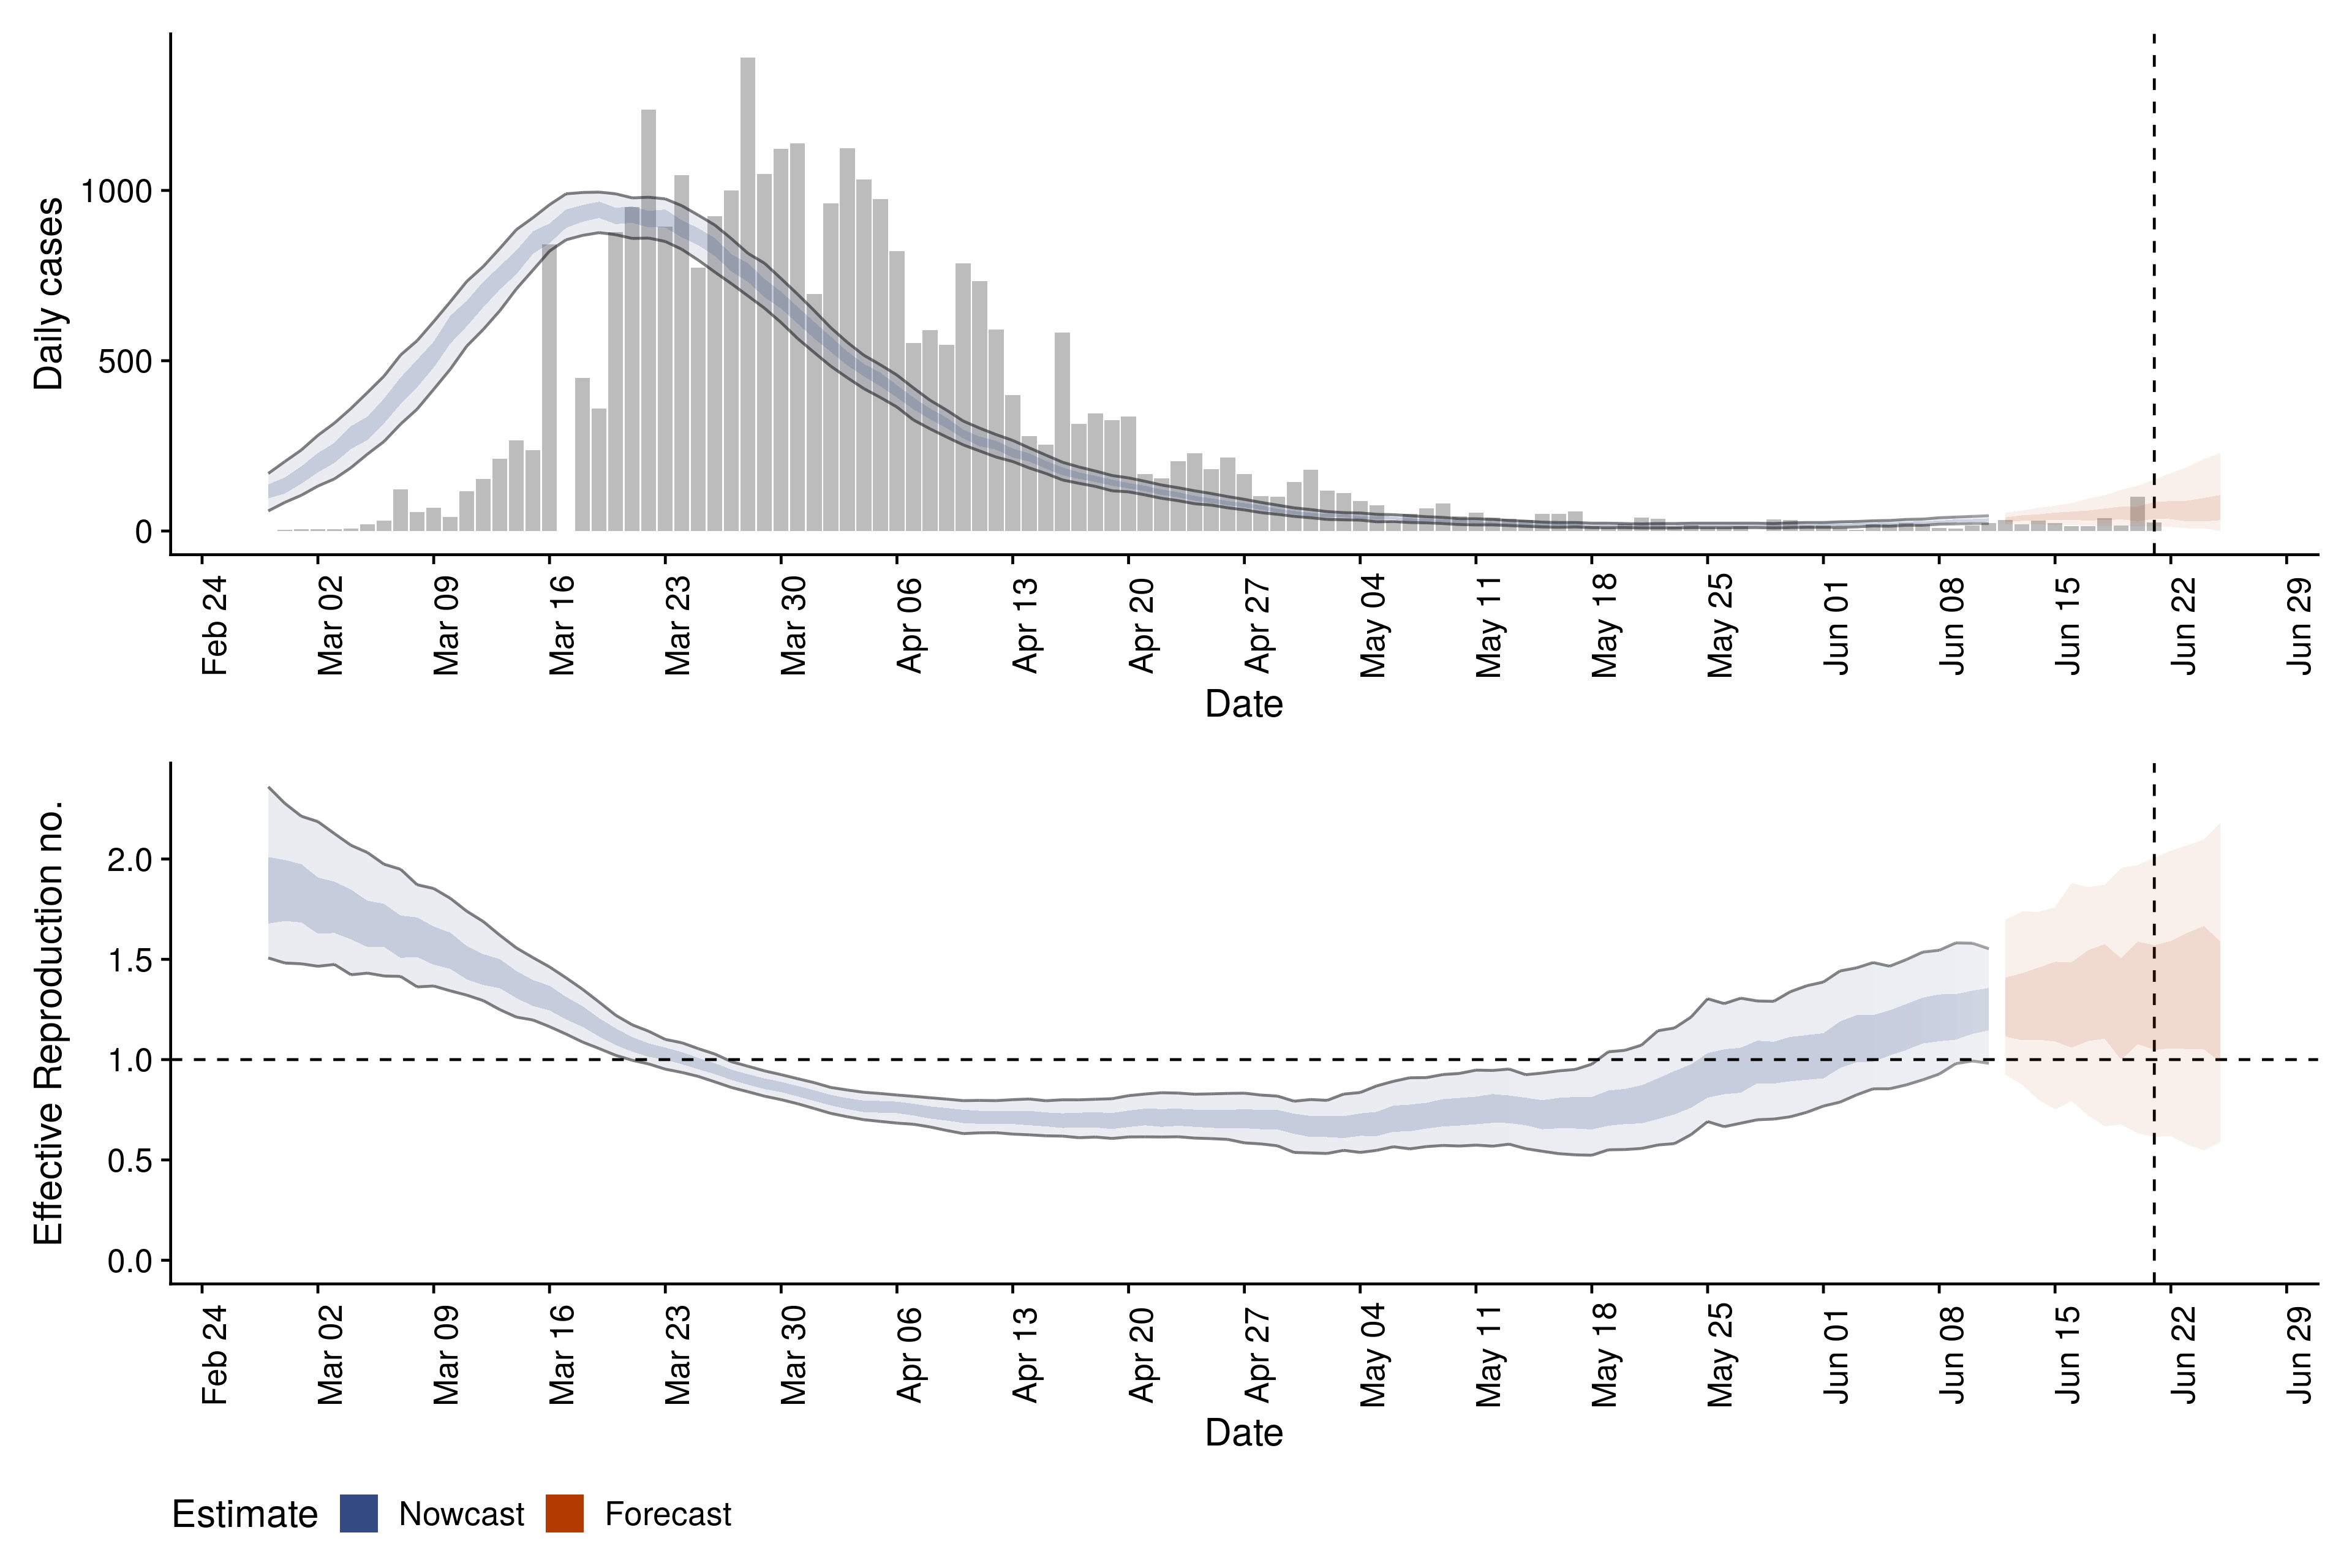 Daily cases
1000
500
0
Feb 24
Mar 02
Mar 09
Mar 16
Mar 23
Mar 30
Apr 06
Apr 13
Apr 20
Apr 27
May 04
May 11
May 18
May 25
Jun 01
Jun 08
Jun 15
Jun 22
Jun 29
Date
Effective Reproduction no.
2.0
1.5
1.0
0.5
0.0
Feb 24
Mar 02
Mar 09
Mar 16
Mar 23
Mar 30
Apr 06
Apr 13
Apr 20
Apr 27
May 04
May 11
May 18
May 25
Jun 01
Jun 08
Jun 15
Jun 22
Jun 29
Date
Estimate Nowcast Forecast